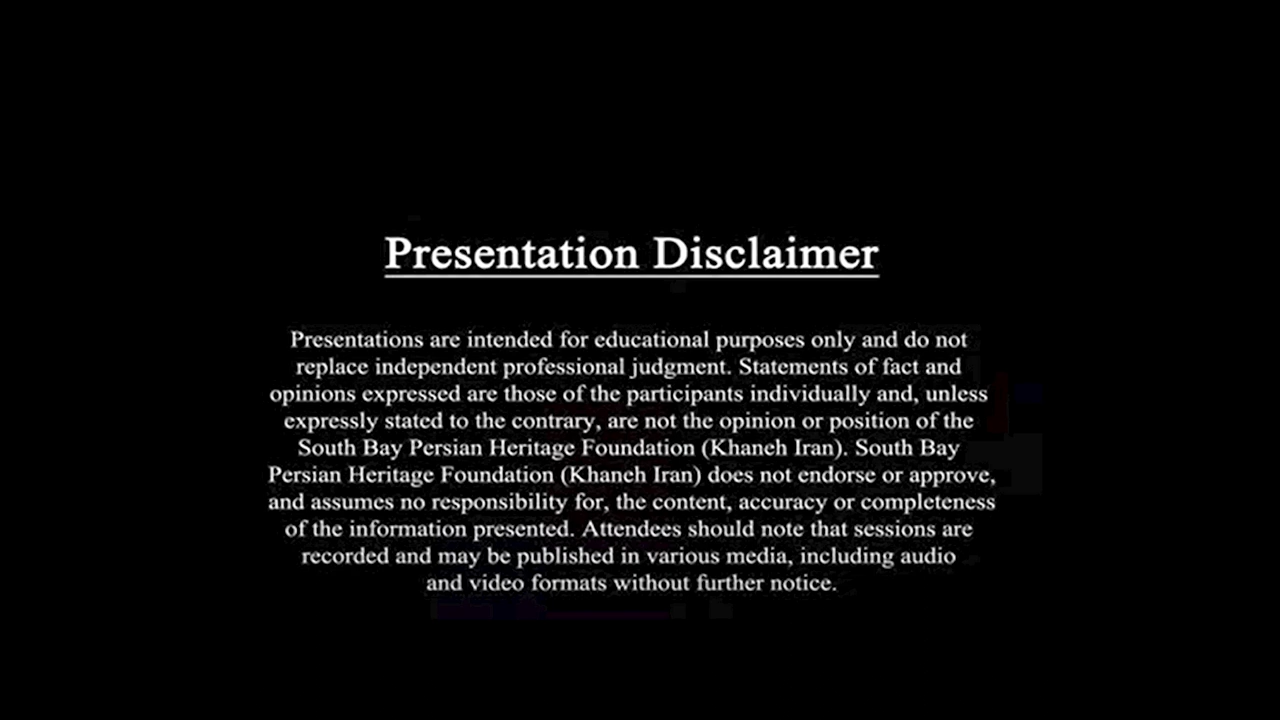 Presentation Disclaimer
Presentations are intended for educational purposes only and do not
replace independent professional judgment. Statements of fact and
opinions expressed are those of the participants individually and, unless
expressly stated to the contrary, are not the opinion or position of the
South Bay Persian Heritage Foundation (Khaneh Iran). South Bay
Persian Heritage Foundation (Khaneh Iran) does not endorse or approve,
and assumes no responsibility for, the content, accuracy or completeness
of the information presented. Attendees should note that sessions are
recorded and may be published in various media, including audio
and video formats without further notice.